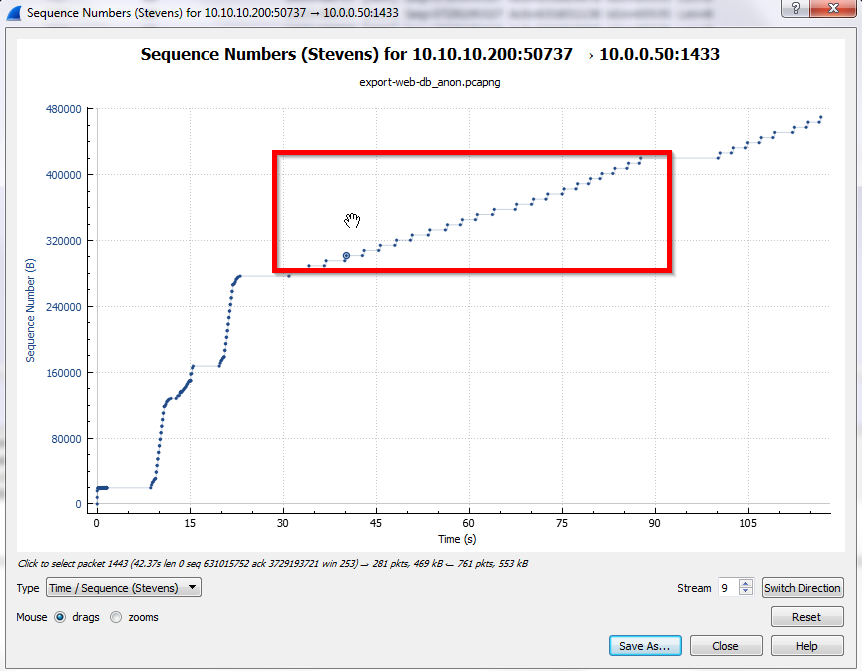 Sequence Numbers (Stevens) for 10.10.10.200:50737 → 10.0.0.50:1433
Sequence Numbers (Stevens) for 10.10.10.200:50737 → 10.0.0.50:1433
export-web-db_anon.pcapng
480000
400000
320000
240000
160000
80000
0
Sequence Number (B)
0 15 30 45 60 75 90 105
Time (s)
Click to select packet 1443 (42.37s len 0 seq 631015752 ack 3729193721 win 253) → 281 pkts, 469 kB ← 761 pkts, 553 kB
Type Time / Sequence (Stevens) Stream 9 Switch Direction
Mouse drags zooms Reset
Save As... Close Help